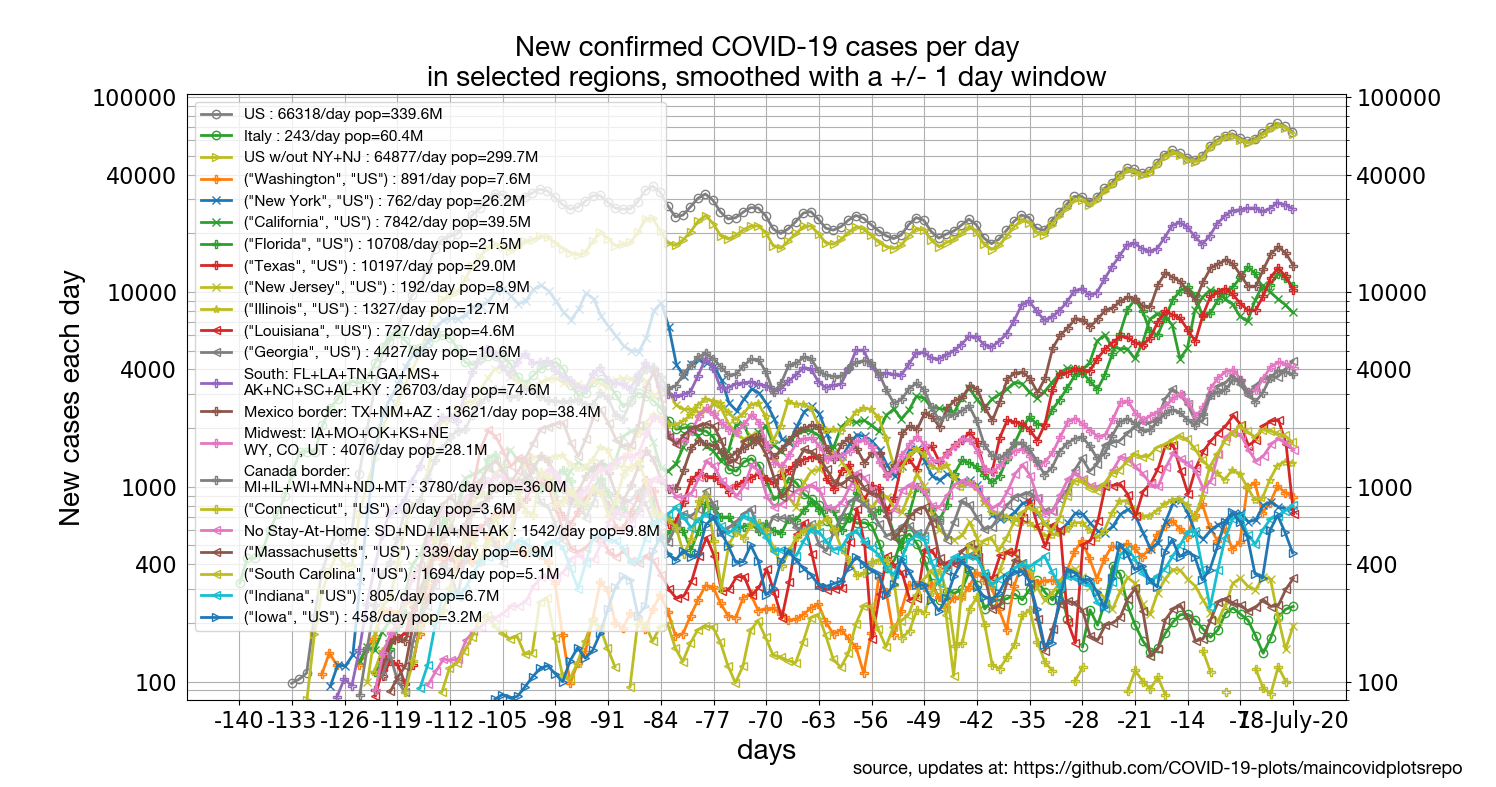 New confirmed COVID-19 cases per day
in selected regions, smoothed with a +/- 1 day window
New cases each day
100000
40000
10000
4000
1000
400
100
US : 66318/day pop=339.6M
Italy : 243/day pop=60.4M
US w/out NY+NJ : 64877/day pop=299.7M
("Washington", "US") : 891/day pop=7.6M
("New York", "US") : 762/day pop=26.2M
("California", "US") : 7842/day pop=39.5M
("Florida", "US") : 10708/day pop=21.5M
("Texas", "US") : 10197/day pop=29.0M
("New Jersey", "US") : 192/day pop=8.9M
("Illinois", "US") : 1327/day pop=12.7M
("Louisiana", "US") : 727/day pop=4.6M
("Georgia", "US") : 4427/day pop=10.6M
South: FL+LA+TN+GA+MS+
AK+NC+SC+AL+KY : 26703/day pop=74.6M
Mexico border: TX+NM+AZ : 13621/day pop=38.4M
Midwest: IA+MO+OK+KS+NE
WY, CO, UT : 4076/day pop=28.1M
Canada border:
MI+IL+WI+MN+ND+MT : 3780/day pop=36.0M
("Connecticut", "US") : 0/day pop=3.6M
No Stay-At-Home: SD+ND+IA+NE+AK : 1542/day pop=9.8M
("Massachusetts", "US") : 339/day pop=6.9M
("South Carolina", "US") : 1694/day pop=5.1M
("Indiana", "US") : 805/day pop=6.7M
("Iowa", "US") : 458/day pop=3.2M
100000
40000
10000
4000
1000
400
100
-140 -133 -126 -119 -112 -105 -98 -91 -84 -77 -70 -63 -56 -49 -42 -35 -28 -21 -14 -7 18-July-20
days
source, updates at: https://github.com/COVID-19-plots/maincovidplotsrepo